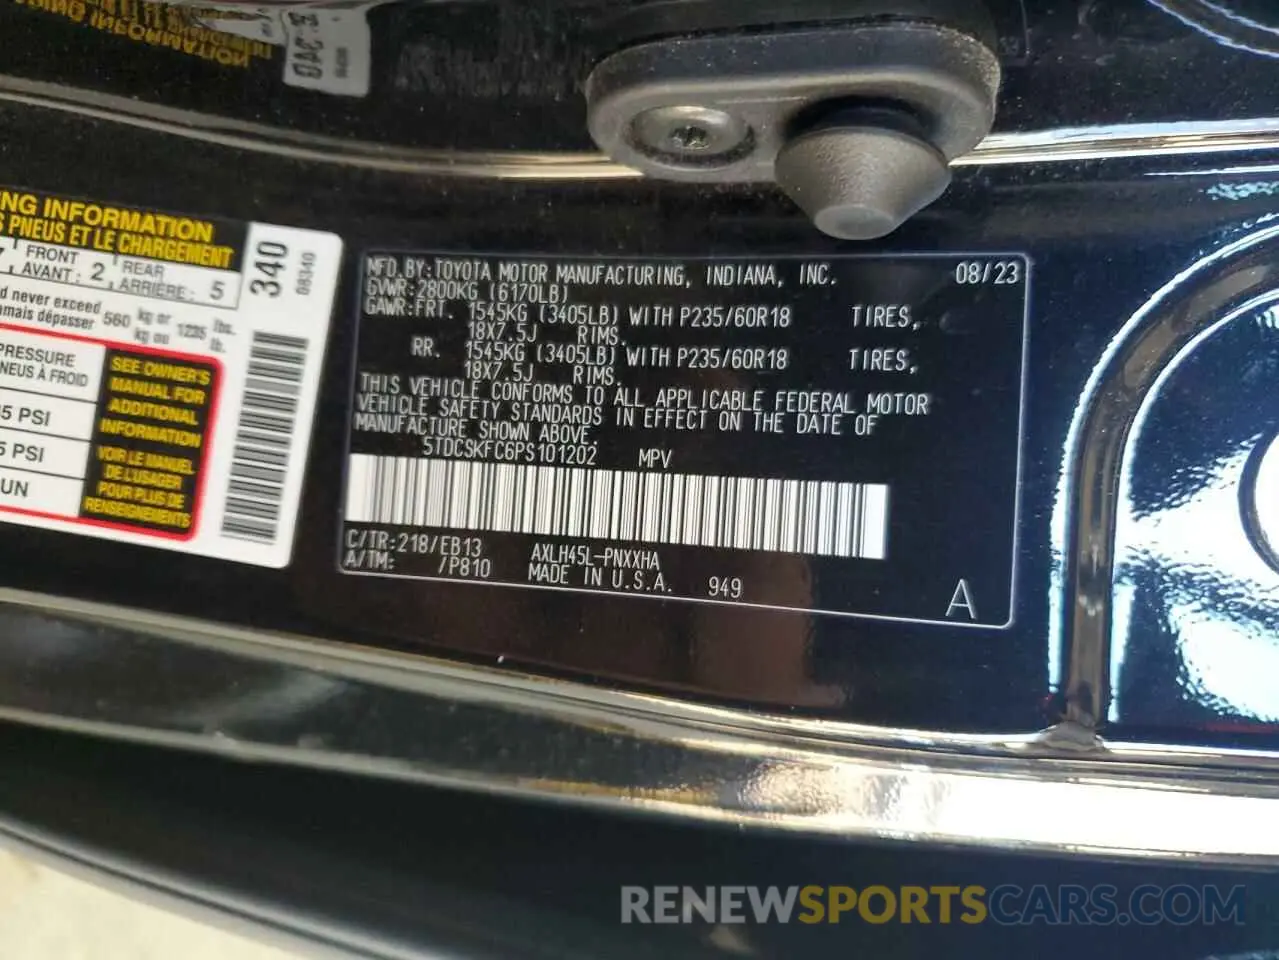 340
NG INFORMATION
PNEUS ET LE CHARGEMENT
FRONT
AVANT : 2
REAR
ARRIÈRE : 5
340
08340
d never exceed
amais dépasser 560 kg or
kg ou 1235 lbs.
lb.
PRESSURE
PNEUS À FROID
5 PSI
5 PSI
UN
SEE OWNER'S
MANUAL FOR
ADDITIONAL
INFORMATION
VOIR LE MANUEL
DE L'USAGER
POUR PLUS DE
RENSEIGNEMENTS
MFD.BY:TOYOTA MOTOR MANUFACTURING, INDIANA, INC. 08/23
GVWR:2800KG (6170LB)
GAWR:FRT. 1545KG (3405LB) WITH P235/60R18 TIRES,
18X7.5J RIMS.
RR. 1545KG (3405LB) WITH P235/60R18 TIRES,
18X7.5J RIMS.
THIS VEHICLE CONFORMS TO ALL APPLICABLE FEDERAL MOTOR
VEHICLE SAFETY STANDARDS IN EFFECT ON THE DATE OF
MANUFACTURE SHOWN ABOVE.
5TDCSKFC6PS101202 MPV
C/TR:218/EB13 AXLH45L-PNXXHA
A/TM: /P810 MADE IN U.S.A. 949
A
RENEWSPORTSCARS.COM